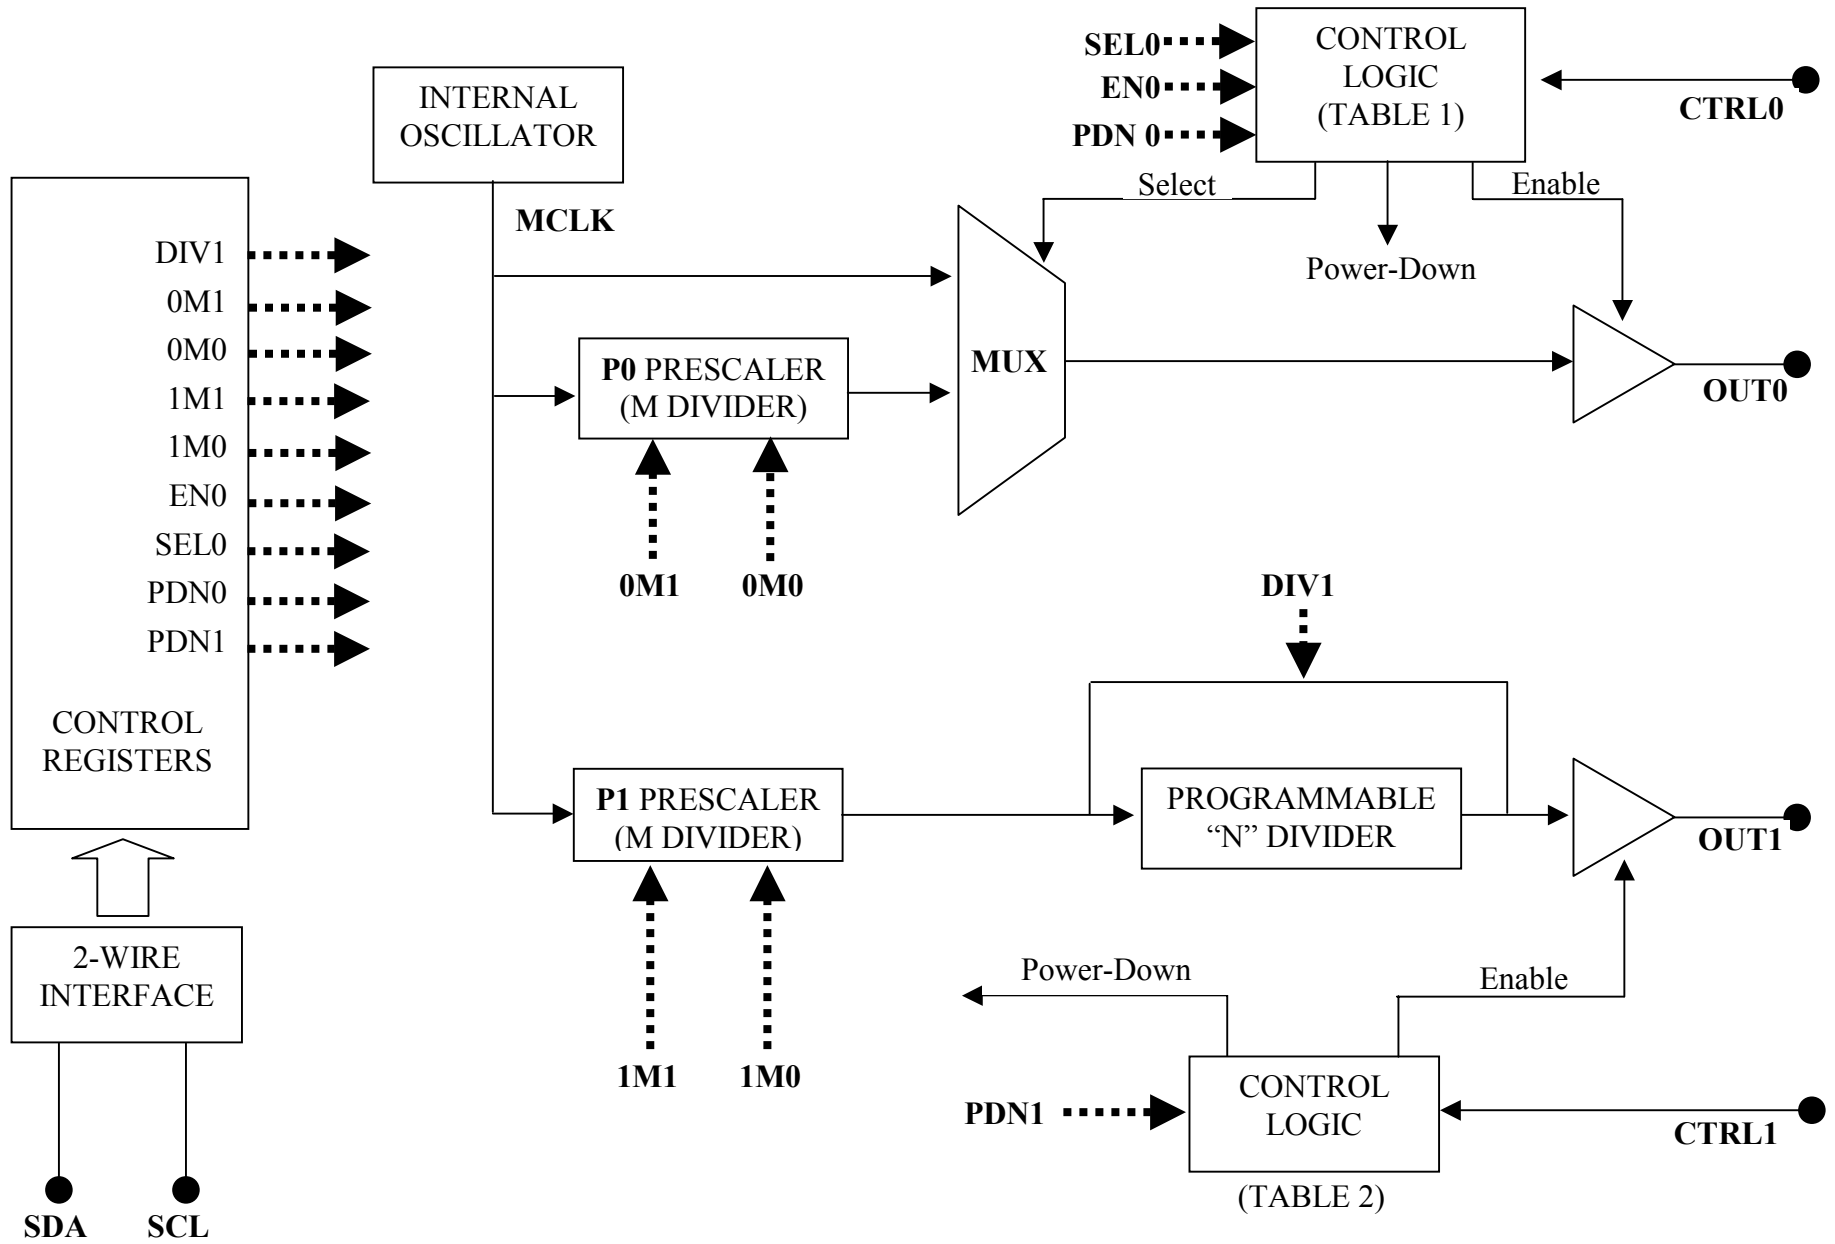 SEL0
EN0
PDN 0
CONTROL
LOGIC
(TABLE 1)
CTRL0
INTERNAL
OSCILLATOR
MCLK
Select
Enable
Power-Down
DIV1
0M1
0M0
1M1
1M0
EN0
SEL0
PDN0
PDN1
CONTROL
REGISTERS
P0 PRESCALER
(M DIVIDER)
MUX
OUT0
0M1
0M0
DIV1
P1 PRESCALER
(M DIVIDER)
PROGRAMMABLE
“N” DIVIDER
OUT1
2-WIRE
INTERFACE
Power-Down
Enable
1M1
1M0
PDN1
CONTROL
LOGIC
CTRL1
(TABLE 2)
SDA
SCL